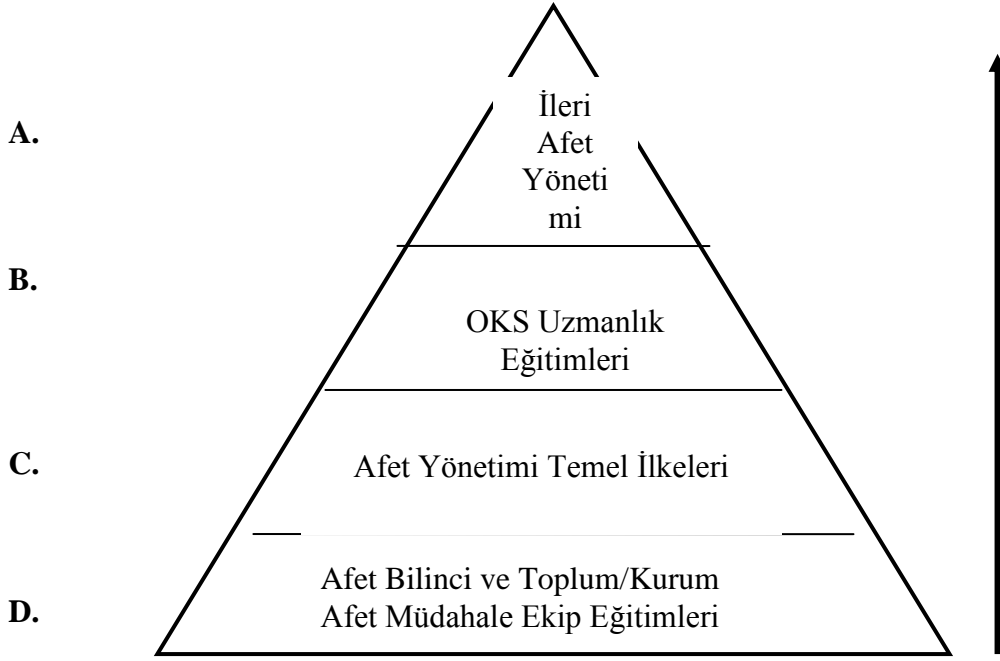 A.
İleri
Afet
Yöneti
mi
B.
OKS Uzmanlık
Eğitimleri
C.
Afet Yönetimi Temel İlkeleri
D.
Afet Bilinci ve Toplum/Kurum
Afet Müdahale Ekip Eğitimleri